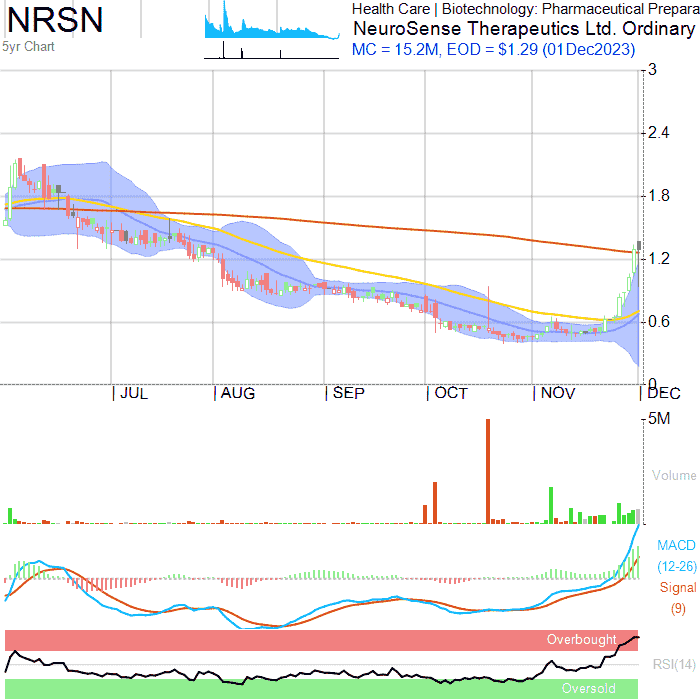 NRSN
5yr Chart
Health Care | Biotechnology: Pharmaceutical Prepara
NeuroSense Therapeutics Ltd. Ordinary
MC = 15.2M, EOD = $1.29 (01Dec2023)
3
2.4
1.8
1.2
0.6
0
JUL AUG SEP OCT NOV DEC
5M
Volume
MACD
(12-26)
Signal
(9)
Overbought
RSI(14)
Oversold